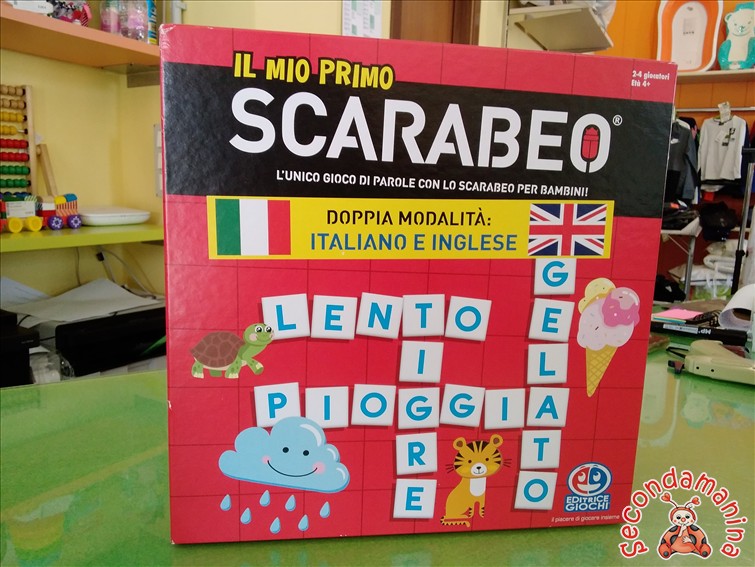 IL MIO PRIMO
2-4 giocatori
Età 4+
SCARABEO®
L'UNICO GIOCO DI PAROLE CON LO SCARABEO PER BAMBINI!
DOPPIA MODALITÀ:
ITALIANO E INGLESE
LENTO
TIGRE
PIOGGIA
GELATO
EDITRICE
GIOCHI
il piacere di giocare insieme
secondamanina